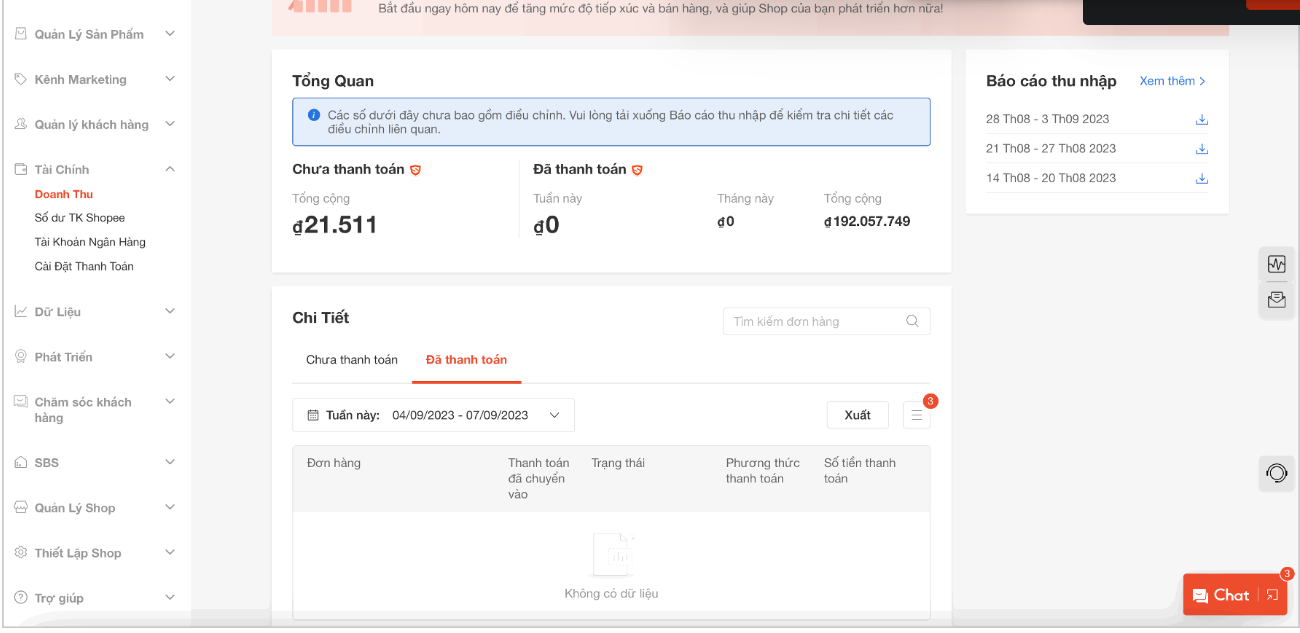 Bắt đầu ngay hôm nay để tăng mức độ tiếp xúc và bán hàng, và giúp Shop của bạn phát triển hơn nữa!
Quản Lý Sản Phẩm
Kênh Marketing
Quản lý khách hàng
Tài Chính
Doanh Thu
Số dư TK Shopee
Tài Khoản Ngân Hàng
Cài Đặt Thanh Toán
Dữ Liệu
Phát Triển
Chăm sóc khách
hàng
SBS
Quản Lý Shop
Thiết Lập Shop
Trợ giúp
Tổng Quan
Các số dưới đây chưa bao gồm điều chỉnh. Vui lòng tải xuống Báo cáo thu nhập để kiểm tra chi tiết các
điều chỉnh liên quan.
Chưa thanh toán
Tổng cộng
₫21.511
Đã thanh toán
Tuần này
₫0
Tháng này
₫0
Tổng cộng
₫192.057.749
Báo cáo thu nhập
Xem thêm
28 Th08 - 3 Th09 2023
21 Th08 - 27 Th08 2023
14 Th08 - 20 Th08 2023
Chi Tiết
Tìm kiếm đơn hàng
Chưa thanh toán
Đã thanh toán
Tuần này: 04/09/2023 - 07/09/2023
Xuất
3
Đơn hàng
Thanh toán
đã chuyển
vào
Trạng thái
Phương thức
thanh toán
Số tiền thanh
toán
Không có dữ liệu
Chat
3